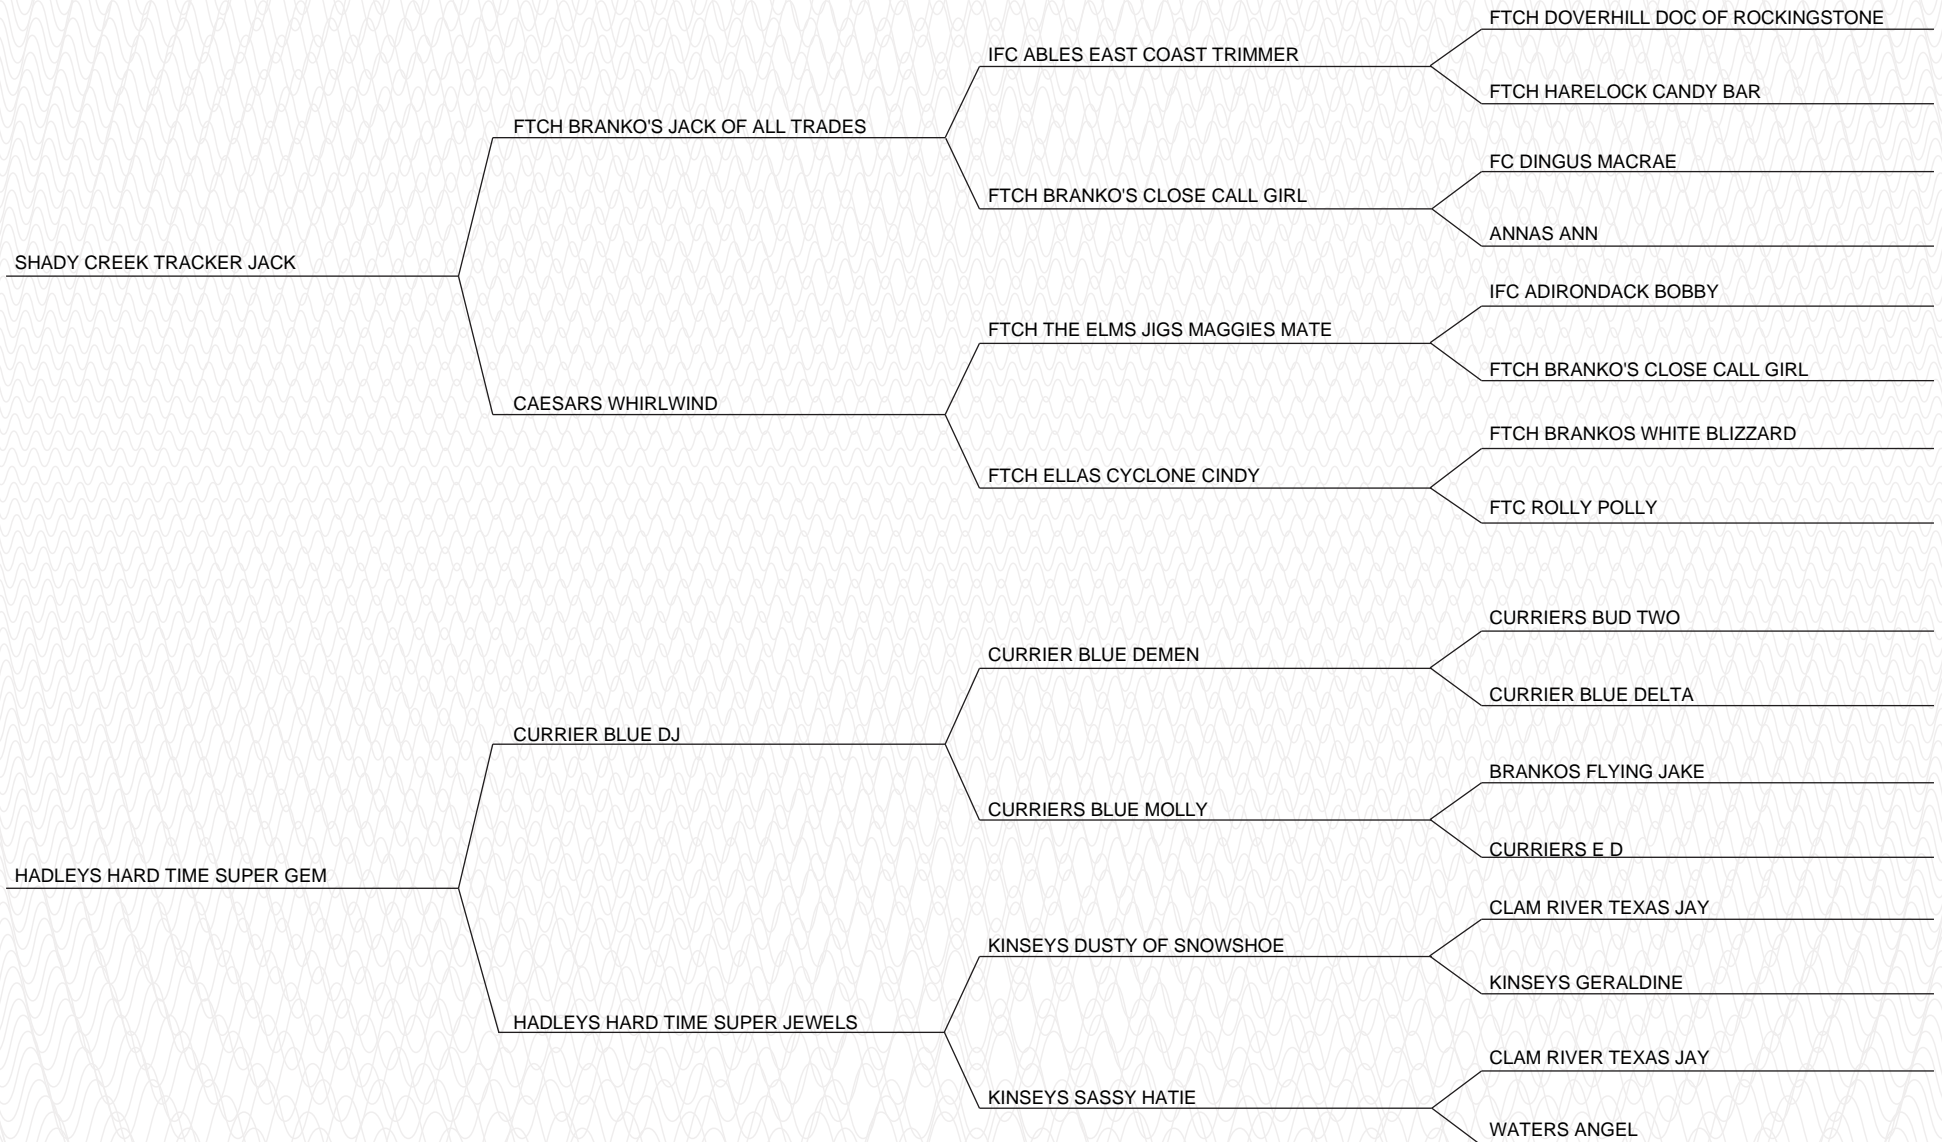 FTCH DOVERHILL DOC OF ROCKINGSTONE
IFC ABLES EAST COAST TRIMMER
FTCH HARELOCK CANDY BAR
FTCH BRANKO'S JACK OF ALL TRADES
FC DINGUS MACRAE
FTCH BRANKO'S CLOSE CALL GIRL
ANNAS ANN
SHADY CREEK TRACKER JACK
IFC ADIRONDACK BOBBY
FTCH THE ELMS JIGS MAGGIES MATE
FTCH BRANKO'S CLOSE CALL GIRL
CAESARS WHIRLWIND
FTCH BRANKOS WHITE BLIZZARD
FTCH ELLAS CYCLONE CINDY
FTC ROLLY POLLY
CURRIERS BUD TWO
CURRIER BLUE DEMEN
CURRIER BLUE DELTA
CURRIER BLUE DJ
BRANKOS FLYING JAKE
CURRIERS BLUE MOLLY
CURRIERS E D
HADLEYS HARD TIME SUPER GEM
CLAM RIVER TEXAS JAY
KINSEYS DUSTY OF SNOWSHOE
KINSEYS GERALDINE
HADLEYS HARD TIME SUPER JEWELS
CLAM RIVER TEXAS JAY
KINSEYS SASSY HATIE
WATERS ANGEL